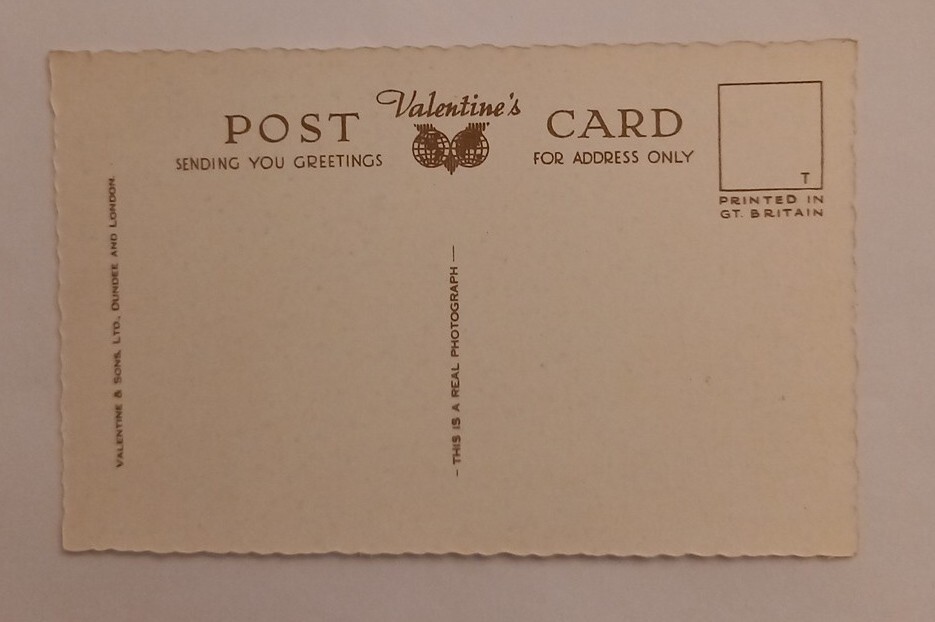 Valentine's
POST CARD
SENDING YOU GREETINGS
FOR ADDRESS ONLY
T
PRINTED IN
GT. BRITAIN
VALENTINE & SONS, LTD., DUNDEE AND LONDON.
– THIS IS A REAL PHOTOGRAPH —